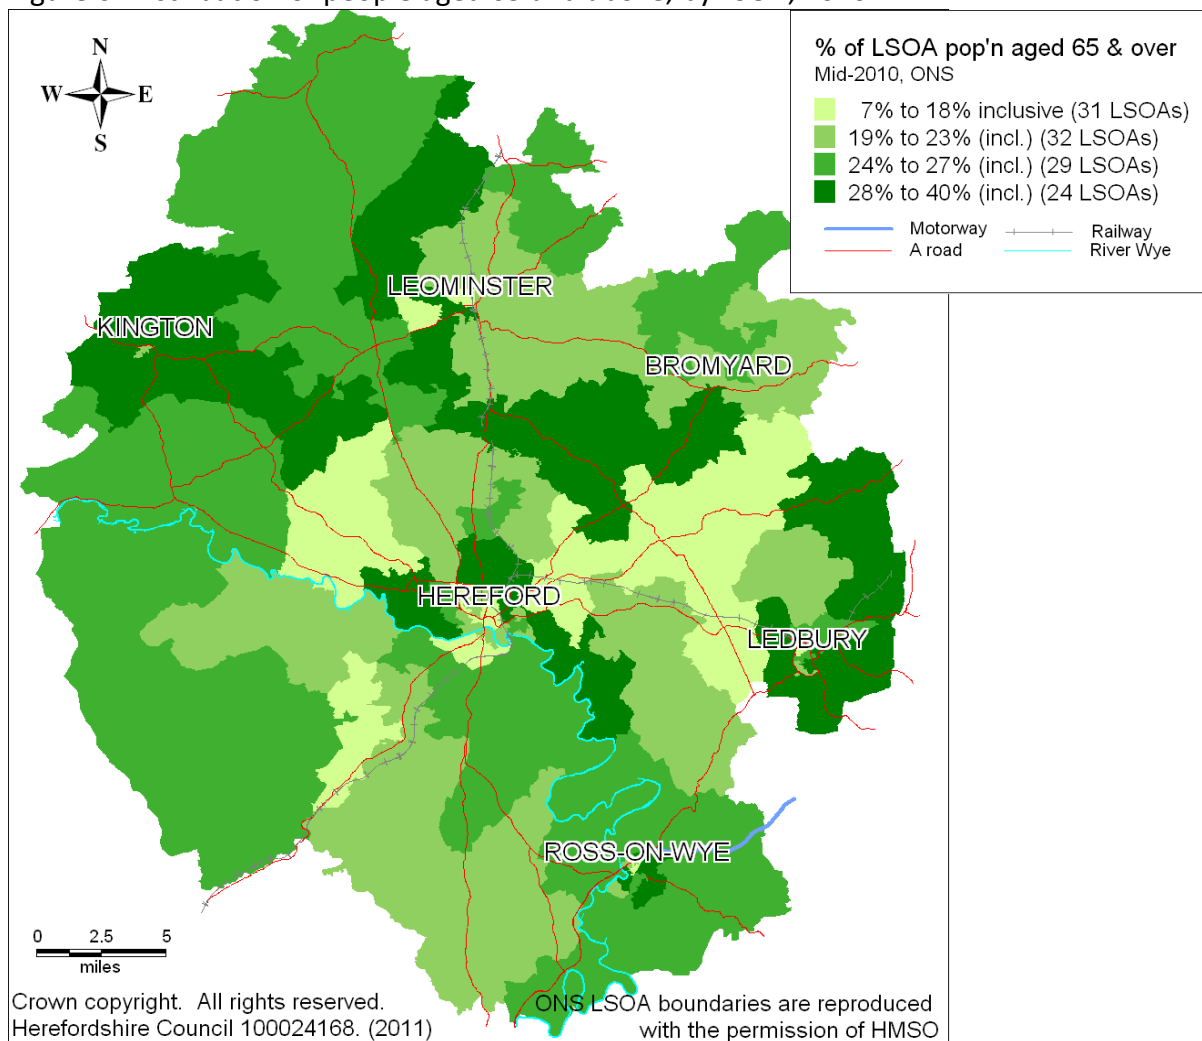 N
W E
S
% of LSOA pop'n aged 65 & over
Mid-2010, ONS
7% to 18% inclusive (31 LSOAs)
19% to 23% (incl.) (32 LSOAs)
24% to 27% (incl.) (29 LSOAs)
28% to 40% (incl.) (24 LSOAs)
Motorway Railway
A road River Wye
LEOMINSTER
KINGTON
BROMYARD
HEREFORD
LEDBURY
ROSS-ON-WYE
0 2.5 5
miles
Crown copyright. All rights reserved.
Herefordshire Council 100024168. (2011)
ONS LSOA boundaries are reproduced
with the permission of HMSO